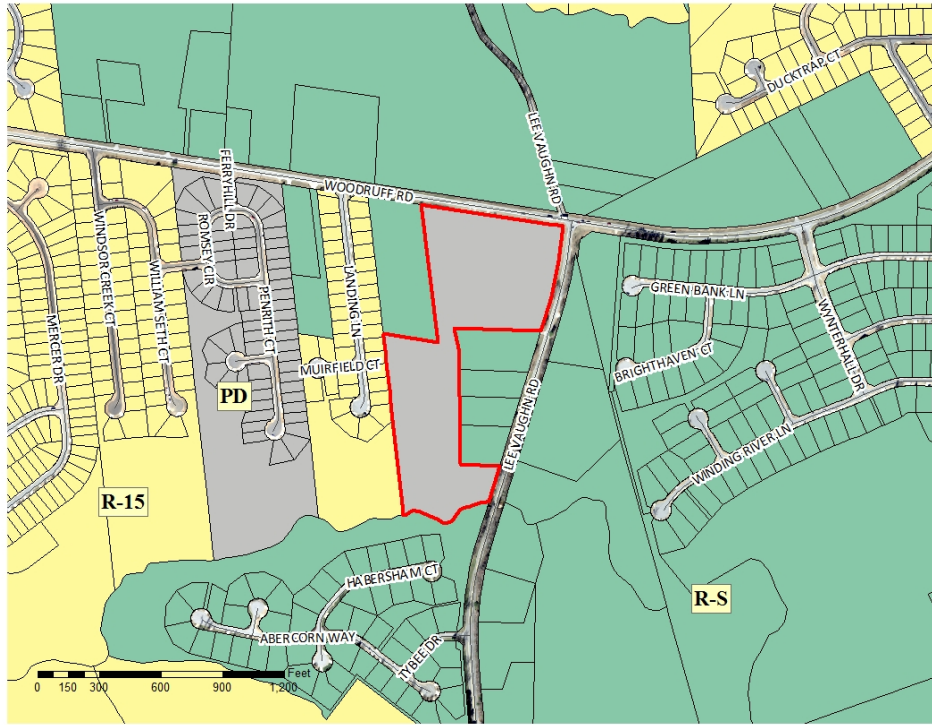 DUCKTRAP CT
LEE VAUGHN RD
FERRYHILL DR
WOODRUFF RD
WINDSOR CREEK CT
WILLIAM SETH CT
ROMSEY CIR
PENRITH CT
LANDING LN
GREEN BANK LN
MERCER DR
MUIRFIELD CT
BRIGHTHAVEN CT
WYNTERHALL DR
PD
LEE VAUGHN RD
WINDING RIVER LN
R-15
HABERSHAM CT
R-S
ABERCORN WAY
TYBEE DR
Feet
0 150 300 600 900 1,200